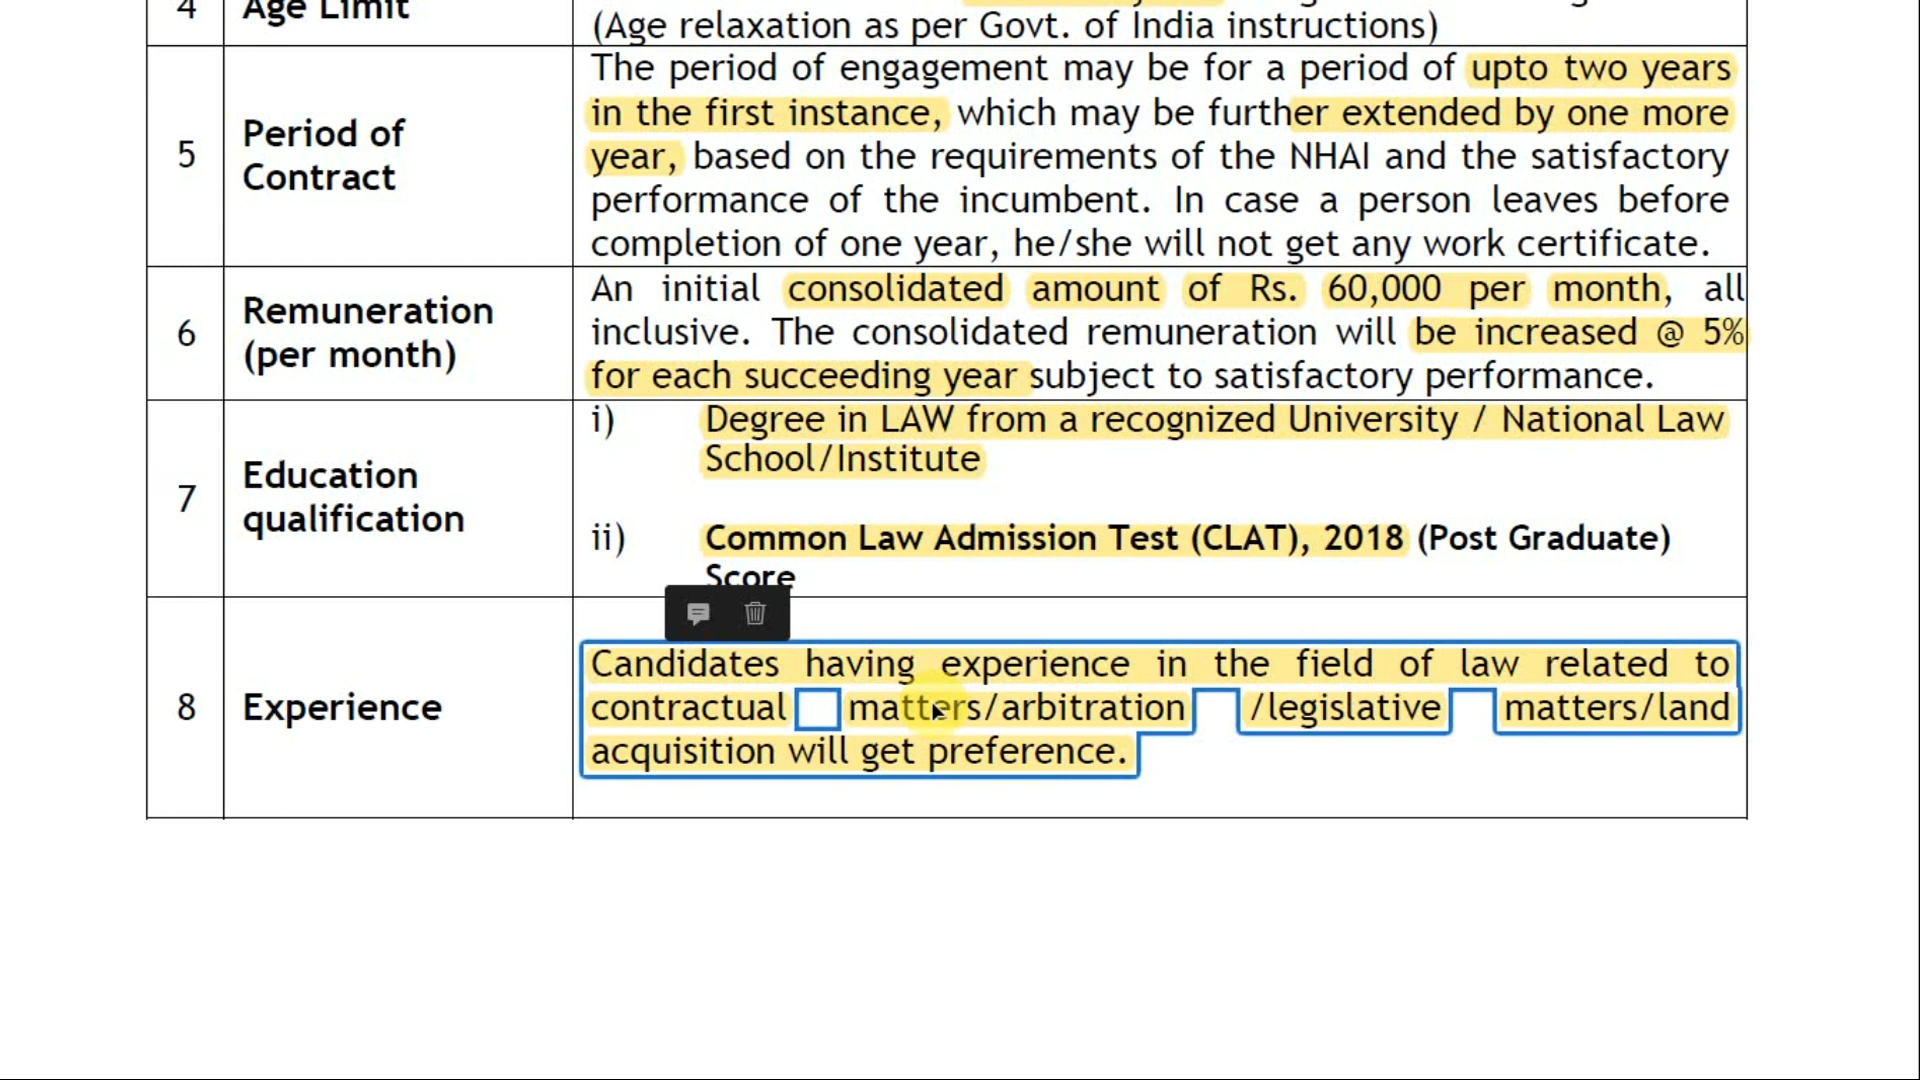 4 Age Limit
(Age relaxation as per Govt. of India instructions)
5 Period of Contract
The period of engagement may be for a period of upto two years
in the first instance, which may be further extended by one more
year, based on the requirements of the NHAI and the satisfactory
performance of the incumbent. In case a person leaves before
completion of one year, he/she will not get any work certificate.
6 Remuneration
(per month)
An initial consolidated amount of Rs. 60,000 per month, all
inclusive. The consolidated remuneration will be increased @ 5%
for each succeeding year subject to satisfactory performance.
7 Education
qualification
i) Degree in LAW from a recognized University / National Law
School/Institute
ii) Common Law Admission Test (CLAT), 2018 (Post Graduate)
Score
8 Experience
Candidates having experience in the field of law related to
contractual matters/arbitration /legislative matters/land
acquisition will get preference.